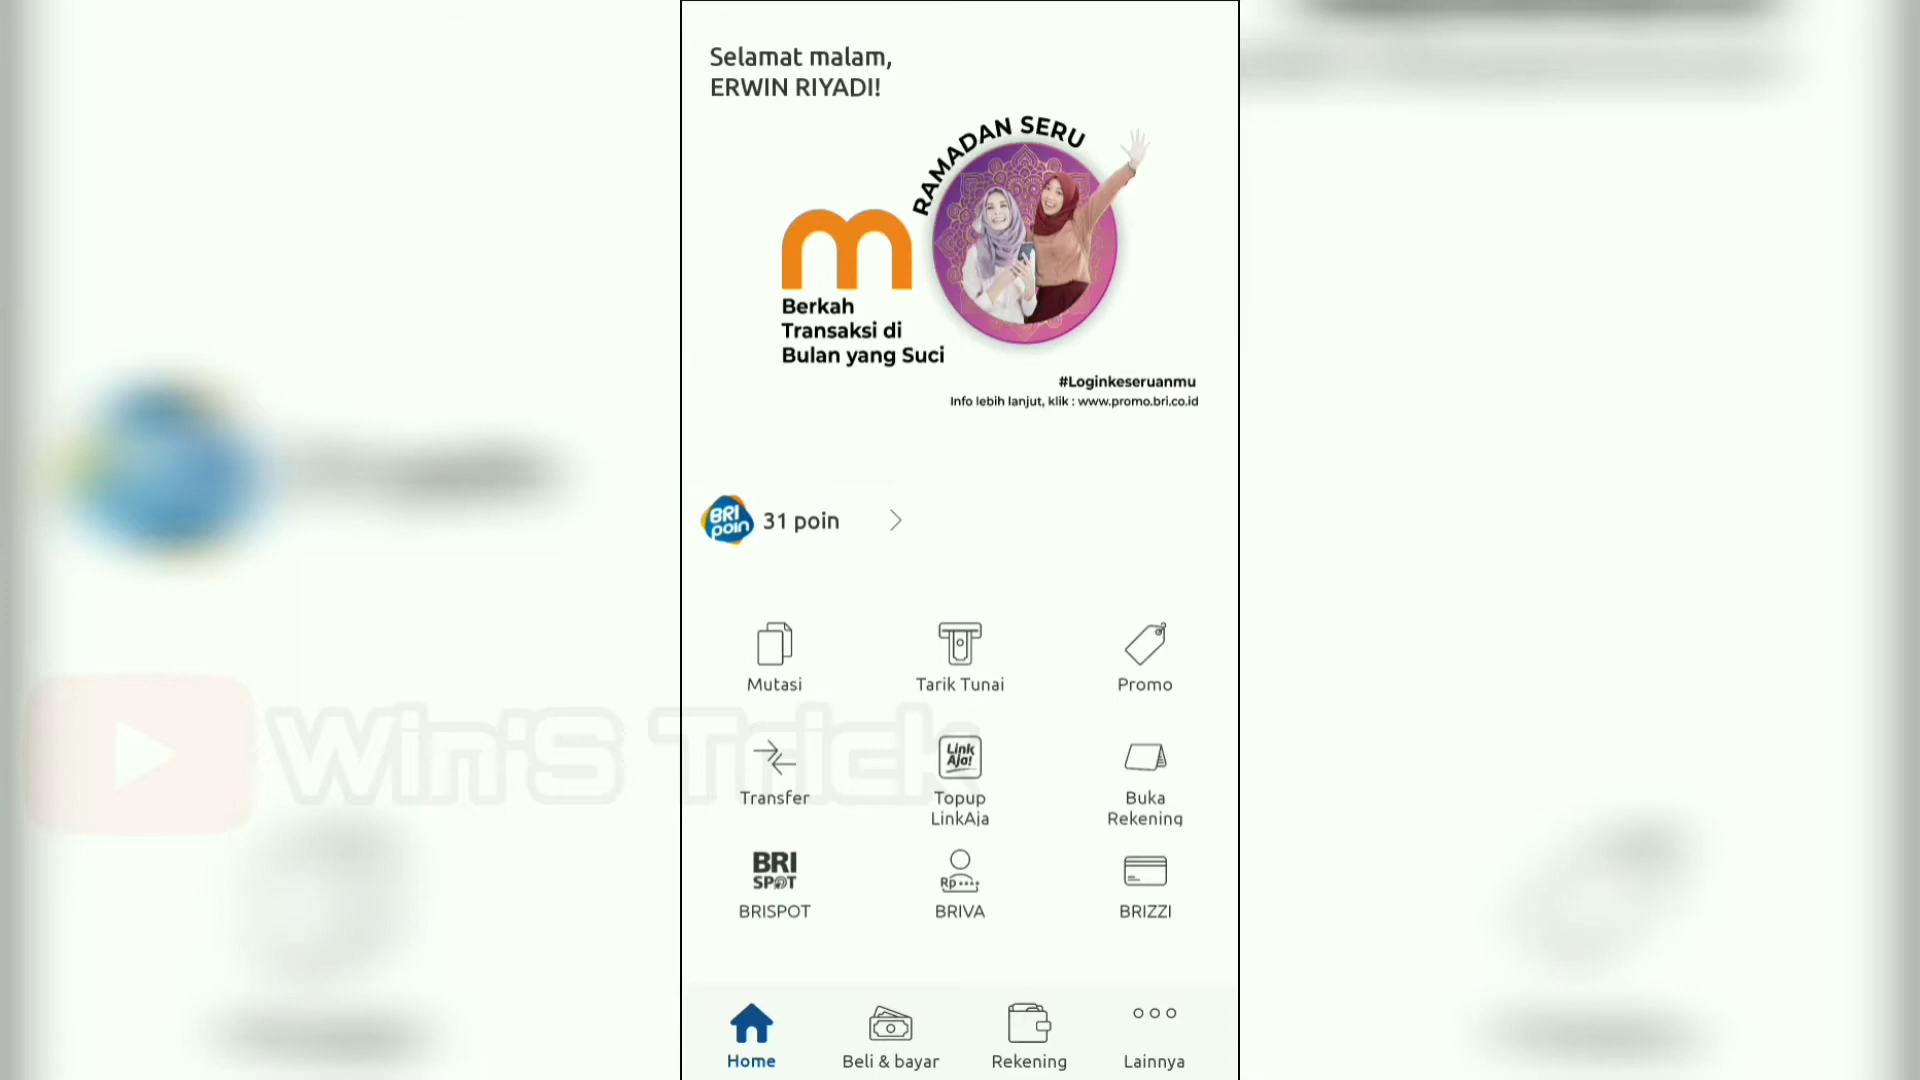 Selamat malam,
ERWIN RIYADI!
RAMADAN SERU
m
Berkah
Transaksi di
Bulan yang Suci
#Loginkeseruanmu
Info lebih lanjut, klik : www.promo.bri.co.id
BRI
poin
31 poin
Mutasi
Tarik Tunai
Promo
Win'S Trick
Link
Aja!
Transfer
Topup
LinkAja
Buka
Rekening
BRI
SPOT
Rp
BRISPOT
BRIVA
BRIZZI
Home
Beli & bayar
Rekening
Lainnya